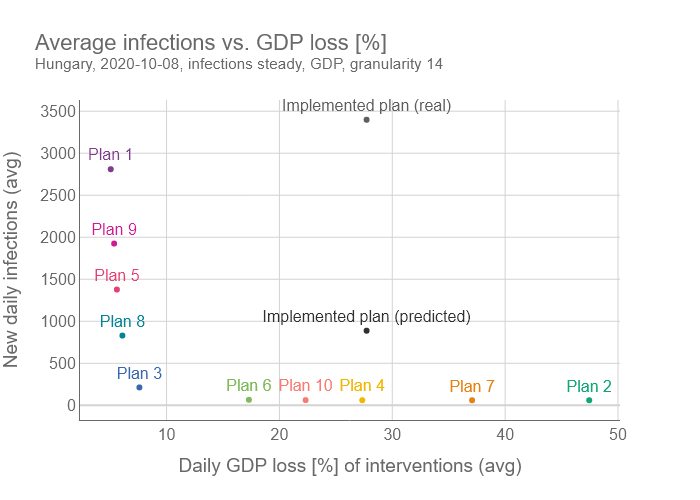 Average infections vs. GDP loss [%]
Hungary, 2020-10-08, infections steady, GDP, granularity 14
Implemented plan (real)
3500
Plan 1
3000
2500
Plan 9
2000
Plan 5
1500
Plan 8
Implemented plan (predicted)
1000
Plan 3
500
Plan 6 Plan 10 Plan 4 Plan 7 Plan 2
0
10 20 30 40 50
New daily infections (avg)
Daily GDP loss [%] of interventions (avg)